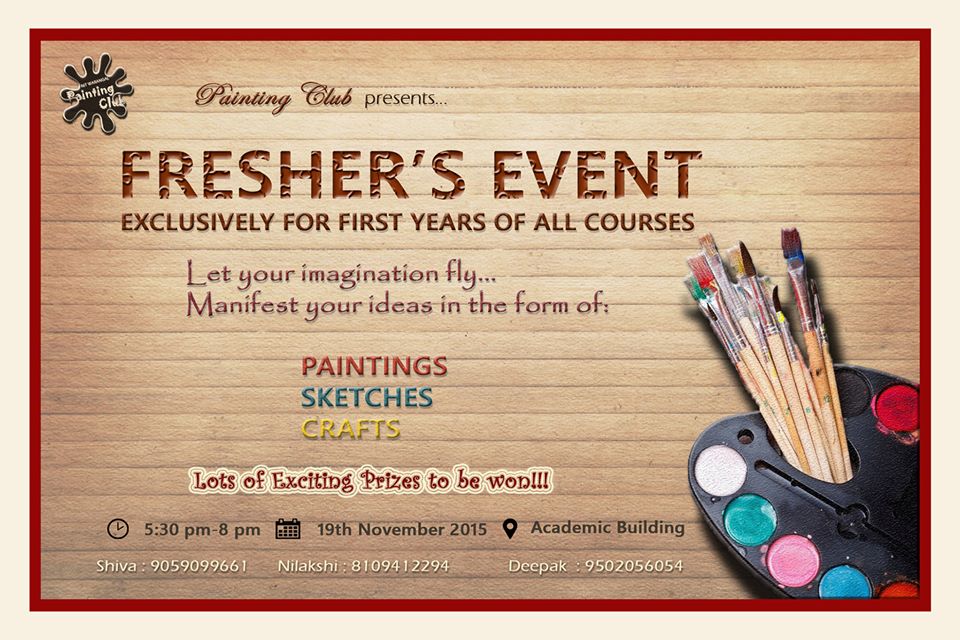 NIT WARANGAL
Painting
Club
Painting Club presents...
FRESHER'S EVENT
EXCLUSIVELY FOR FIRST YEARS OF ALL COURSES
Let your imagination fly...
Manifest your ideas in the form of:
PAINTINGS
SKETCHES
CRAFTS
Lots of Exciting Prizes to be won!!!
5:30 pm-8 pm 19th November 2015 Academic Building
Shiva : 9059099661 Nilakshi : 8109412294 Deepak : 9502056054